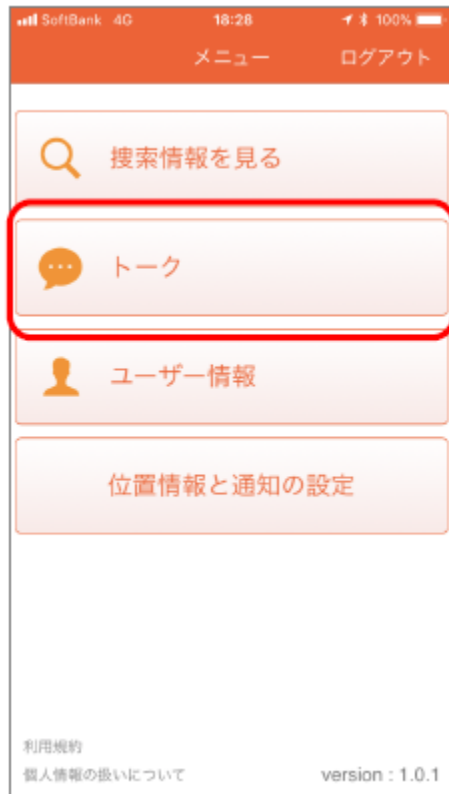 SoftBank 4G 18:28 100%
メニュー ログアウト
捜索情報を見る
トーク
ユーザー情報
位置情報と通知の設定
利用規約
個人情報の扱いについて version : 1.0.1